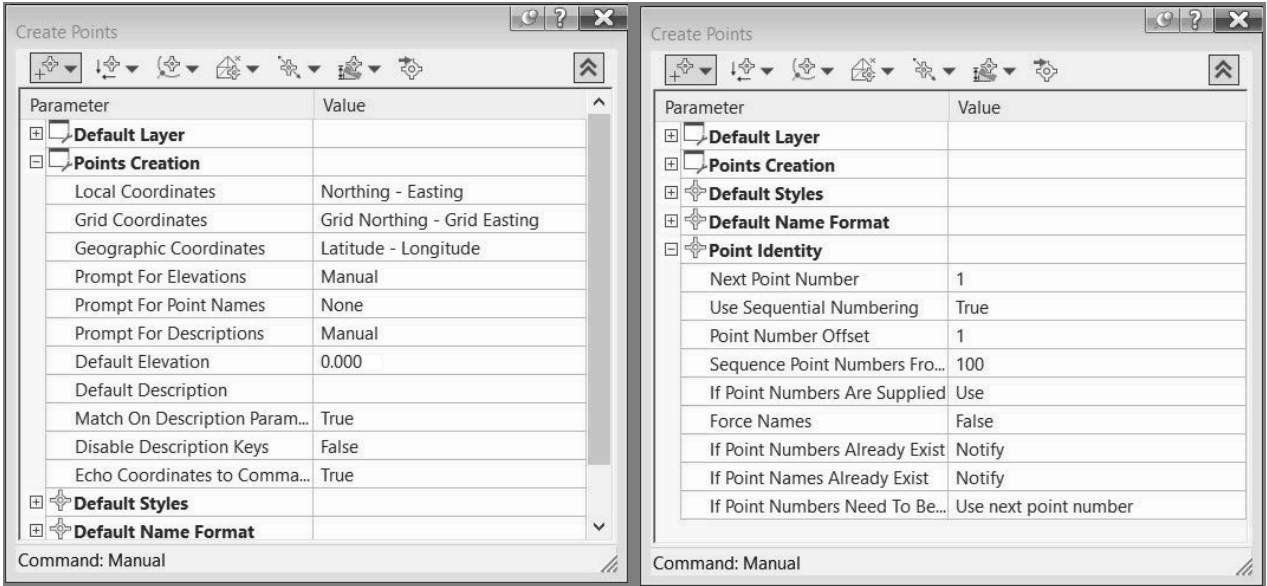 Create Points
Parameter Value
Default Layer
Points Creation
Local Coordinates Northing - Easting
Grid Coordinates Grid Northing - Grid Easting
Geographic Coordinates Latitude - Longitude
Prompt For Elevations Manual
Prompt For Point Names None
Prompt For Descriptions Manual
Default Elevation 0.000
Default Description
Match On Description Param... True
Disable Description Keys False
Echo Coordinates to Comma... True
Default Styles
Default Name Format
Command: Manual
Create Points
Parameter Value
Default Layer
Points Creation
Default Styles
Default Name Format
Point Identity
Next Point Number 1
Use Sequential Numbering True
Point Number Offset 1
Sequence Point Numbers Fro... 100
If Point Numbers Are Supplied Use
Force Names False
If Point Numbers Already Exist Notify
If Point Names Already Exist Notify
If Point Numbers Need To Be... Use next point number
Command: Manual